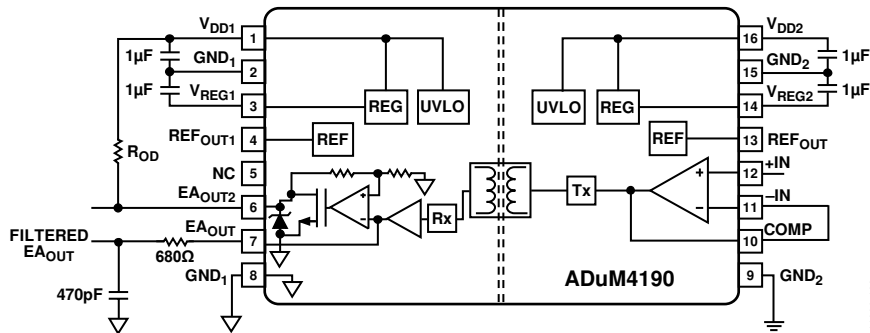 VDD1
1
1µF
GND1
2
1µF
VREG1
3
REG
UVLO
REFOUT1
4
REF
ROD
NC
5
EAOUT2
6
FILTERED
EAOUT
680Ω
EAOUT
7
470pF
GND1
8
+
–
Rx
Tx
ADuM4190
VDD2
16
1µF
GND2
15
1µF
VREG2
14
UVLO
REG
REF
REFOUT
13
+IN
12
+
–IN
11
–
COMP
10
GND2
9